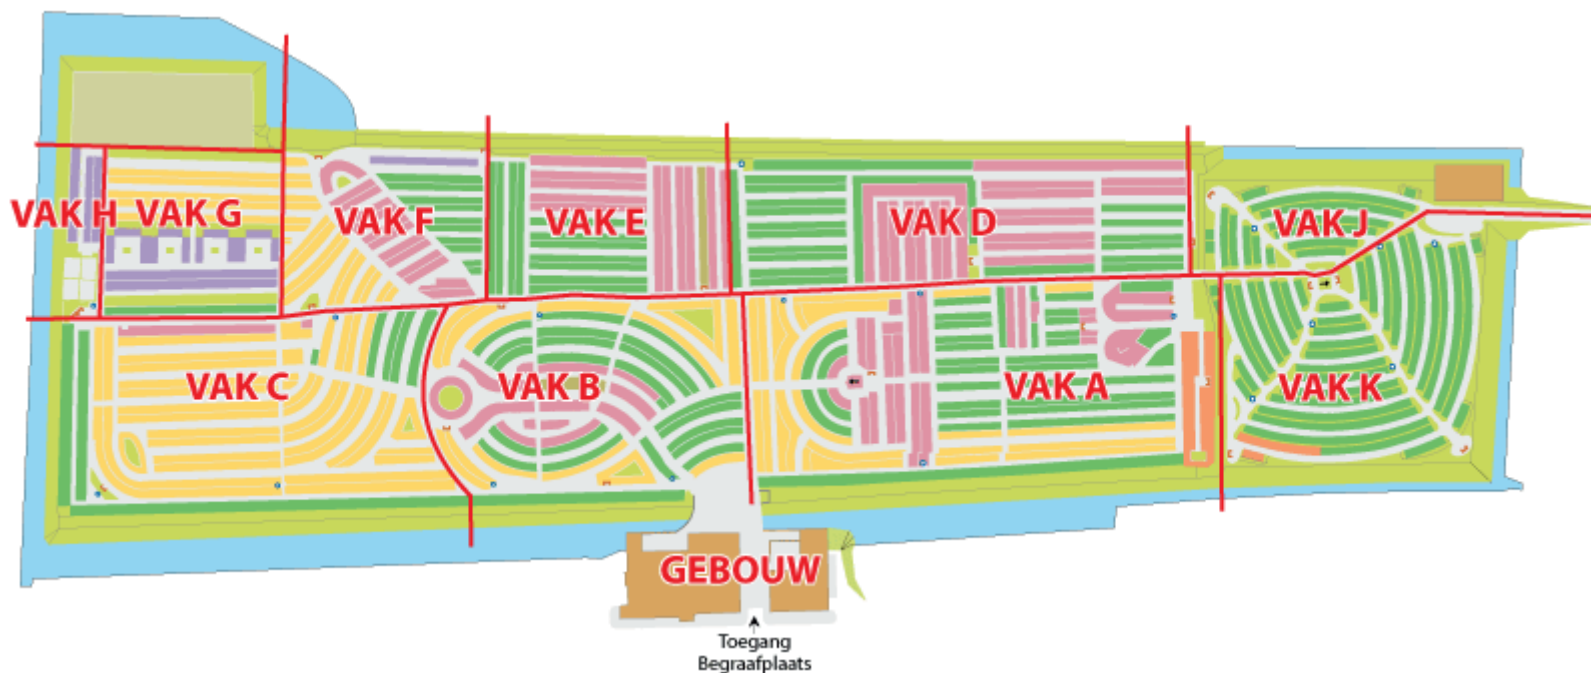 VAK H
VAK G
VAK F
VAK E
VAK D
VAK J
VAK C
VAK B
VAK A
VAK K
GEBOUW
Toegang
Begraafplaats